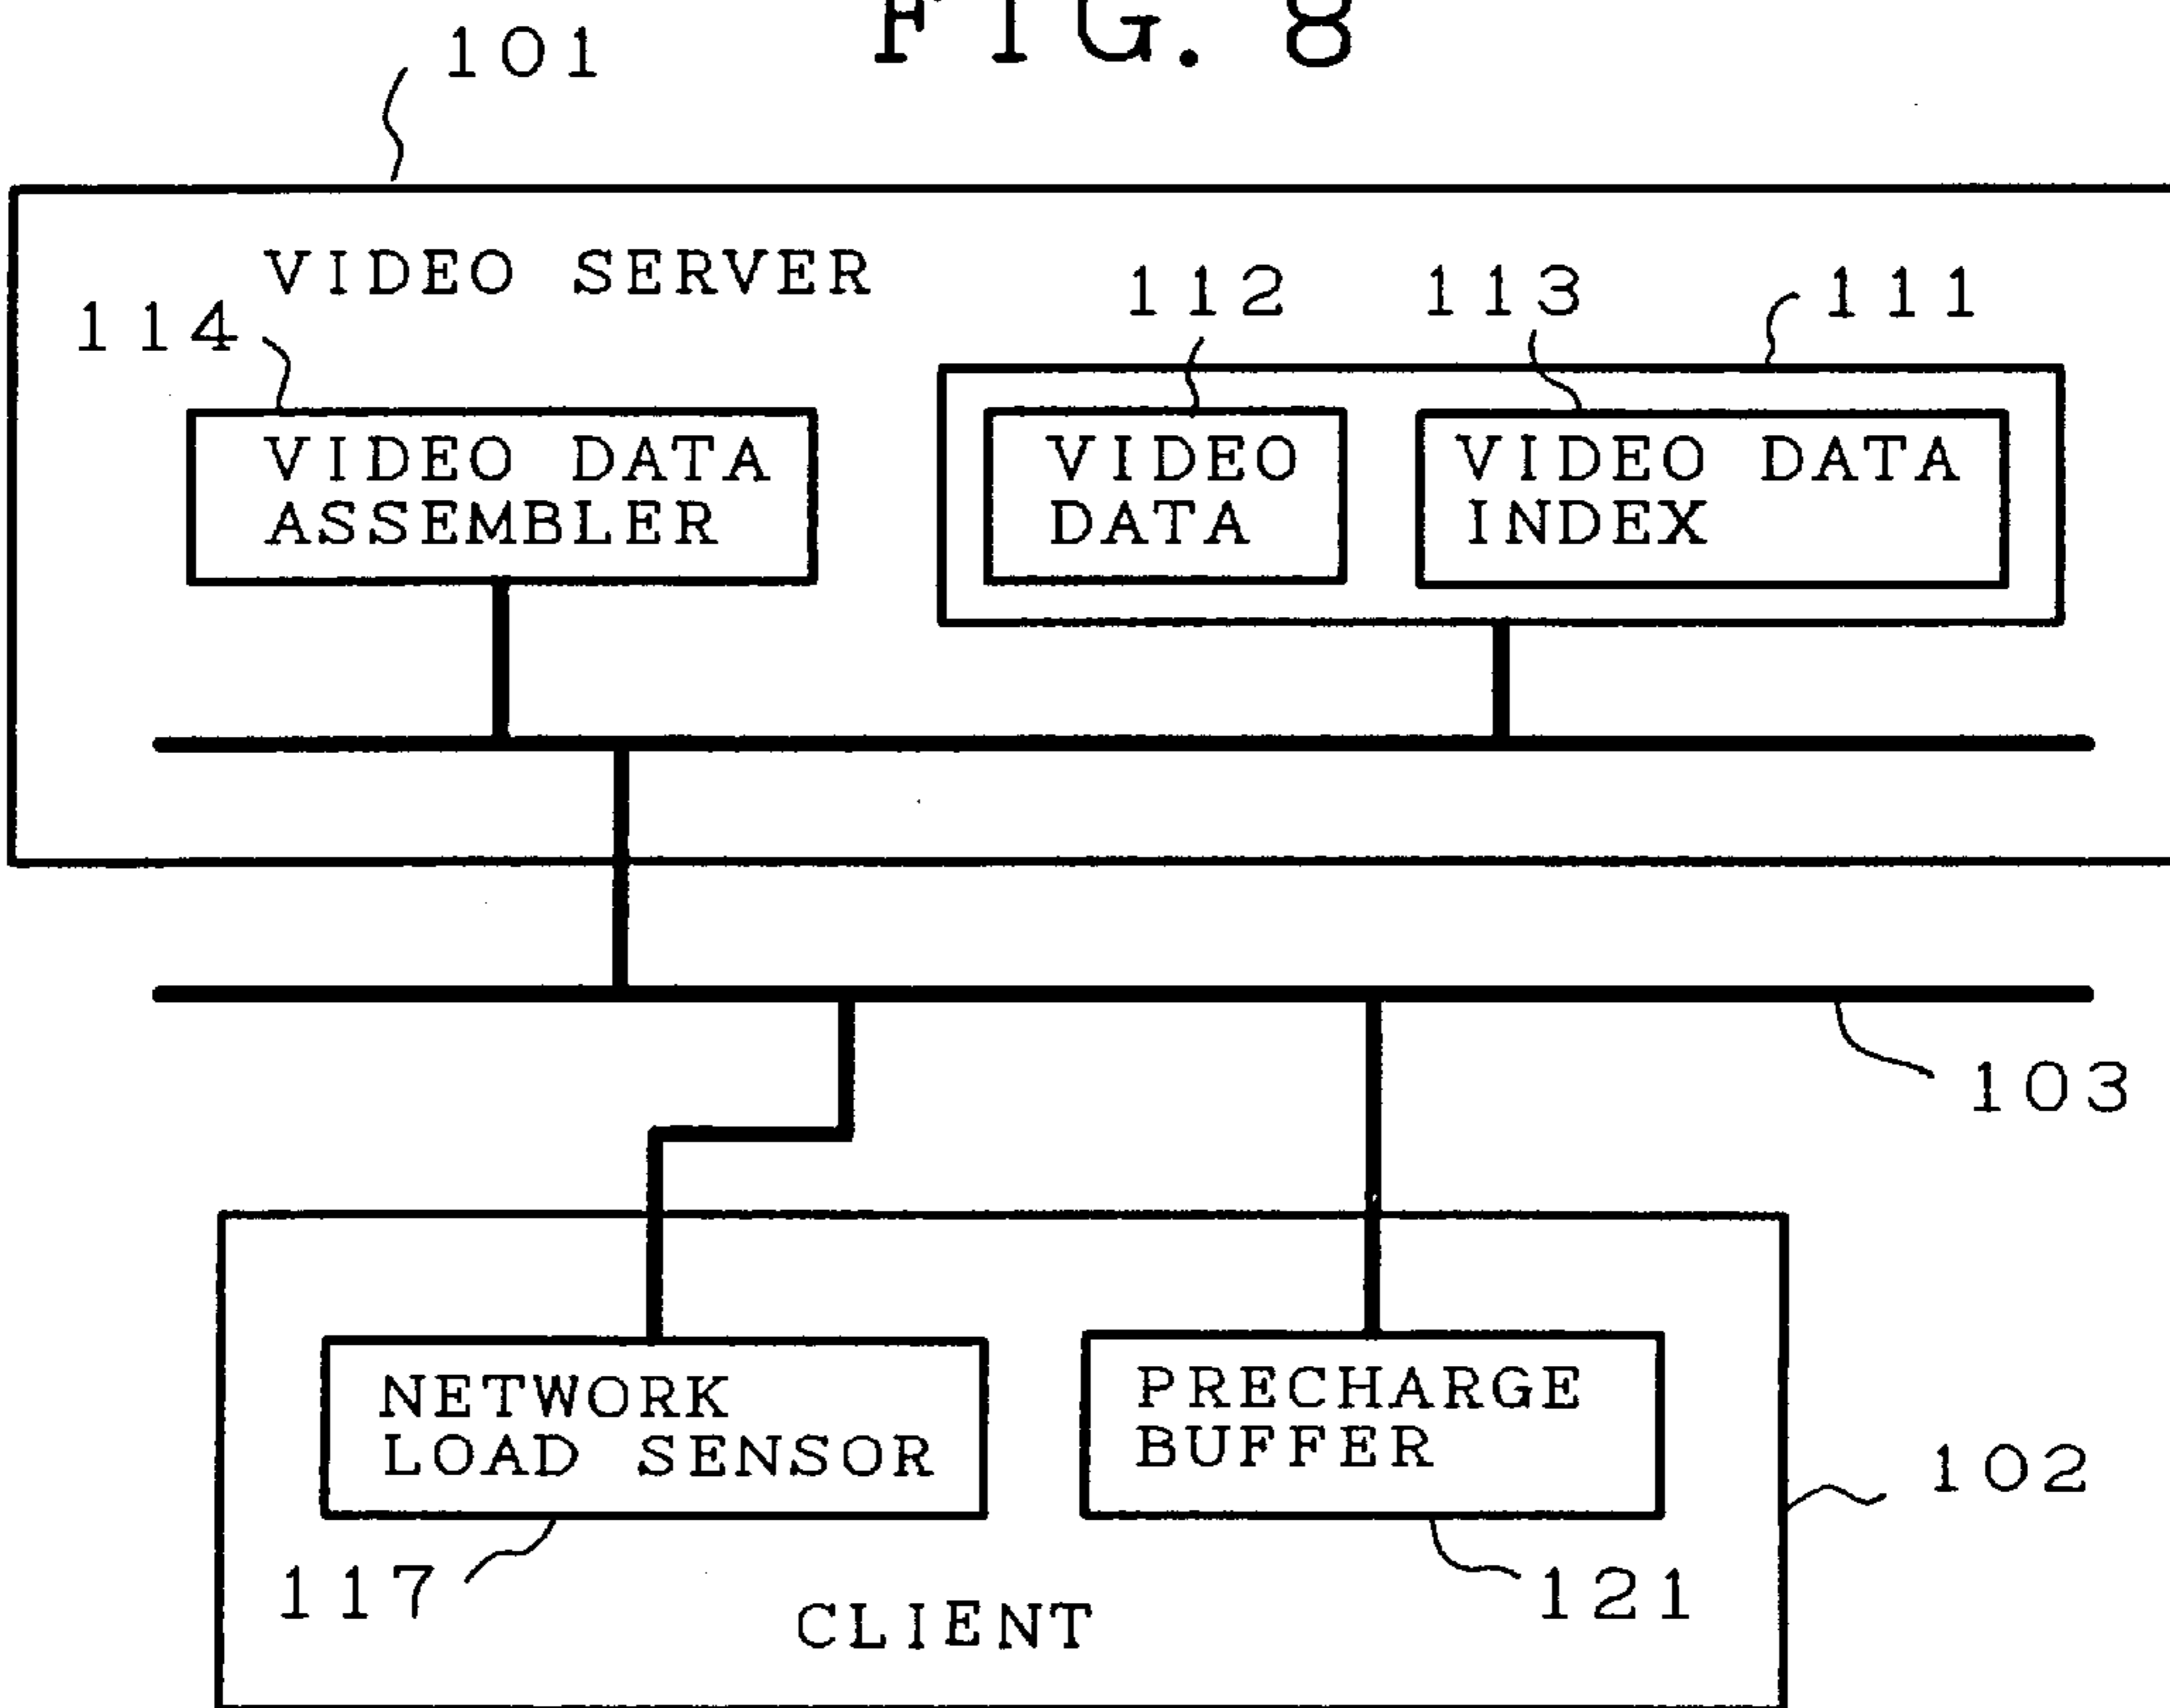 FIG. 8
101
VIDEO SERVER
112
113
111
114
VIDEO DATA
ASSEMBLER
VIDEO
DATA
VIDEO DATA
INDEX
103
NETWORK
LOAD SENSOR
PRECHARGE
BUFFER
102
117
121
CLIENT